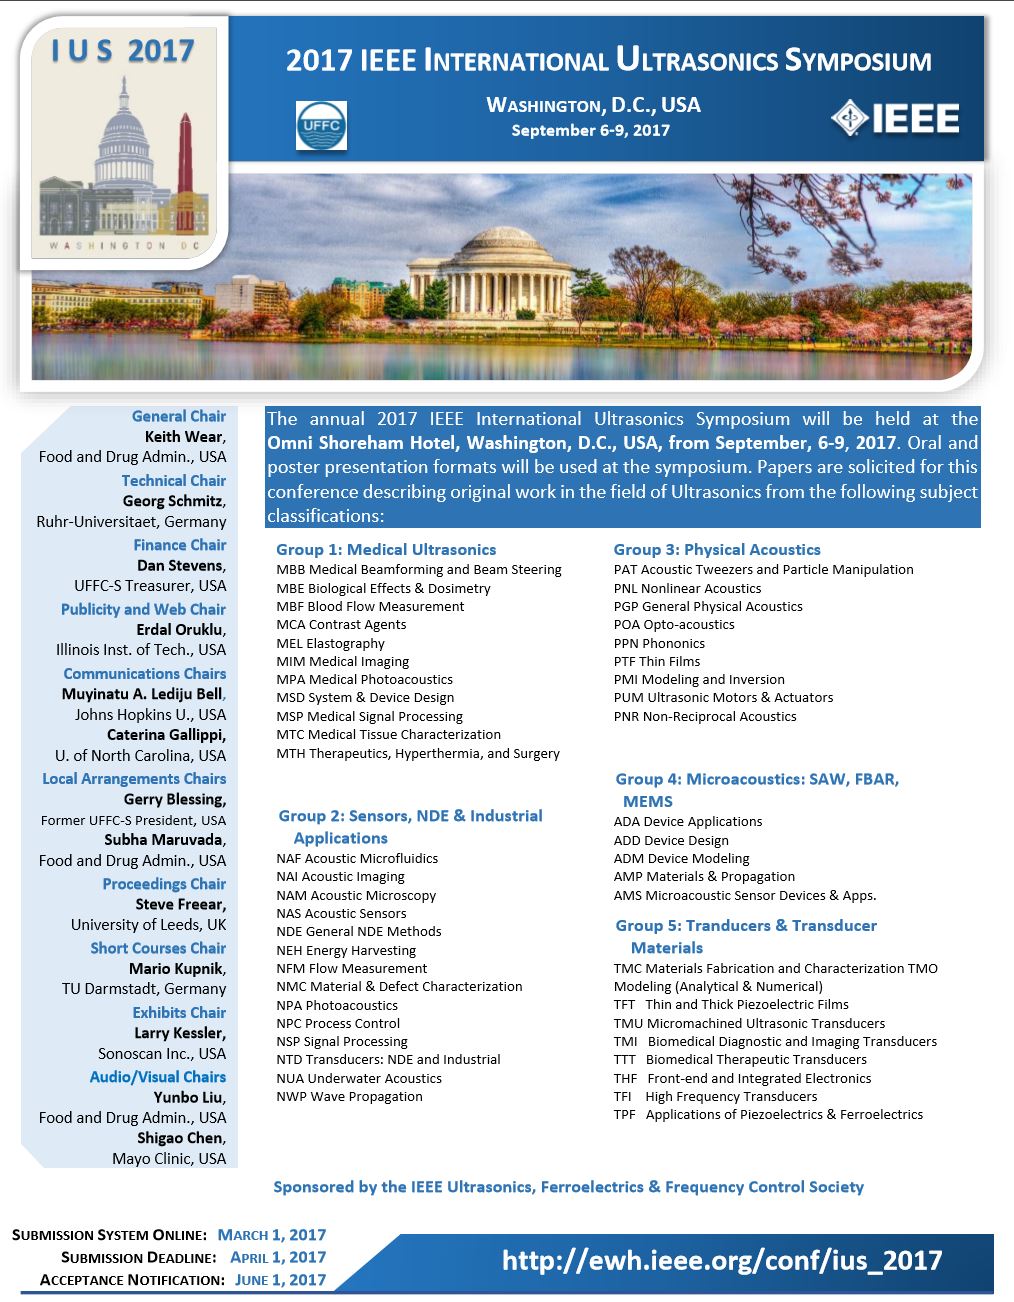 I U S 2017
WASHINGTON DC
2017 IEEE INTERNATIONAL ULTRASONICS SYMPOSIUM
WASHINGTON, D.C., USA
September 6-9, 2017
UFFC
IEEE
General Chair
Keith Wear,
Food and Drug Admin., USA
Technical Chair
Georg Schmitz,
Ruhr-Universitaet, Germany
Finance Chair
Dan Stevens,
UFFC-S Treasurer, USA
Publicity and Web Chair
Erdal Oruklu,
Illinois Inst. of Tech., USA
Communications Chairs
Muyinatu A. Lediju Bell,
Johns Hopkins U., USA
Caterina Gallippi,
U. of North Carolina, USA
Local Arrangements Chairs
Gerry Blessing,
Former UFFC-S President, USA
Subha Maruvada,
Food and Drug Admin., USA
Proceedings Chair
Steve Freear,
University of Leeds, UK
Short Courses Chair
Mario Kupnik,
TU Darmstadt, Germany
Exhibits Chair
Larry Kessler,
Sonoscan Inc., USA
Audio/Visual Chairs
Yunbo Liu,
Food and Drug Admin., USA
Shigao Chen,
Mayo Clinic, USA
The annual 2017 IEEE International Ultrasonics Symposium will be held at the
Omni Shoreham Hotel, Washington, D.C., USA, from September, 6-9, 2017. Oral and
poster presentation formats will be used at the symposium. Papers are solicited for this
conference describing original work in the field of Ultrasonics from the following subject
classifications:
Group 1: Medical Ultrasonics
MBB Medical Beamforming and Beam Steering
MBE Biological Effects & Dosimetry
MBF Blood Flow Measurement
MCA Contrast Agents
MEL Elastography
MIM Medical Imaging
MPA Medical Photoacoustics
MSD System & Device Design
MSP Medical Signal Processing
MTC Medical Tissue Characterization
MTH Therapeutics, Hyperthermia, and Surgery
Group 2: Sensors, NDE & Industrial
Applications
NAF Acoustic Microfluidics
NAI Acoustic Imaging
NAM Acoustic Microscopy
NAS Acoustic Sensors
NDE General NDE Methods
NEH Energy Harvesting
NFM Flow Measurement
NMC Material & Defect Characterization
NPA Photoacoustics
NPC Process Control
NSP Signal Processing
NTD Transducers: NDE and Industrial
NUA Underwater Acoustics
NWP Wave Propagation
Group 3: Physical Acoustics
PAT Acoustic Tweezers and Particle Manipulation
PNL Nonlinear Acoustics
PGP General Physical Acoustics
POA Opto-acoustics
PPN Phononics
PTF Thin Films
PMI Modeling and Inversion
PUM Ultrasonic Motors & Actuators
PNR Non-Reciprocal Acoustics
Group 4: Microacoustics: SAW, FBAR,
MEMS
ADA Device Applications
ADD Device Design
ADM Device Modeling
AMP Materials & Propagation
AMS Microacoustic Sensor Devices & Apps.
Group 5: Tranducers & Transducer
Materials
TMC Materials Fabrication and Characterization TMO
Modeling (Analytical & Numerical)
TFT Thin and Thick Piezoelectric Films
TMU Micromachined Ultrasonic Transducers
TMI Biomedical Diagnostic and Imaging Transducers
TTT Biomedical Therapeutic Transducers
THF Front-end and Integrated Electronics
TFI High Frequency Transducers
TPF Applications of Piezoelectrics & Ferroelectrics
Sponsored by the IEEE Ultrasonics, Ferroelectrics & Frequency Control Society
SUBMISSION SYSTEM ONLINE: MARCH 1, 2017
SUBMISSION DEADLINE: APRIL 1, 2017
ACCEPTANCE NOTIFICATION: JUNE 1, 2017
http://ewh.ieee.org/conf/ius_2017